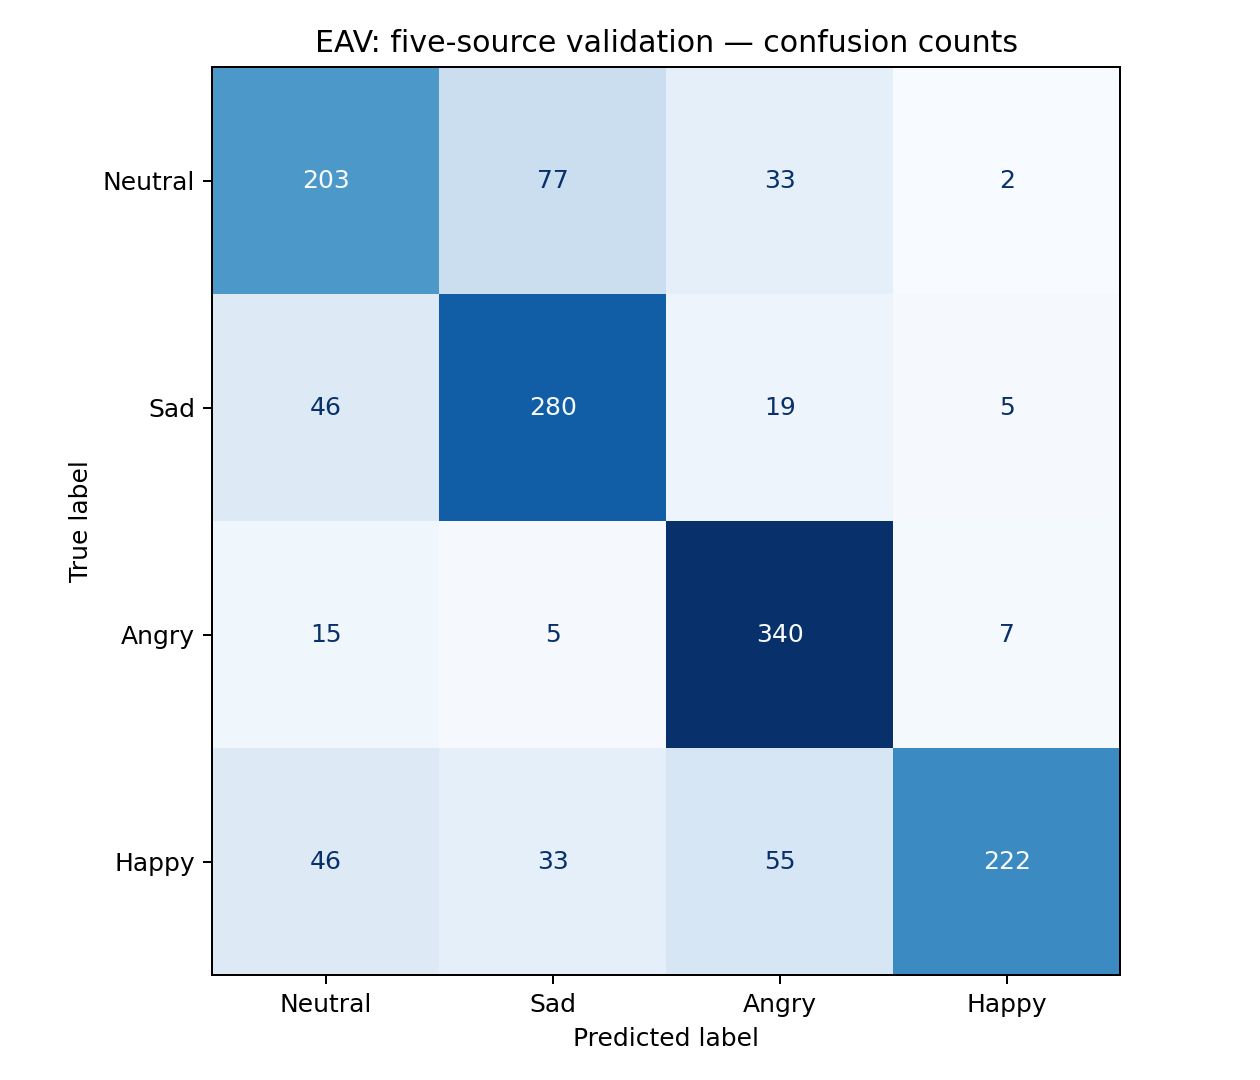 EAV: five-source validation — confusion counts
Neutral 203 77 33 2
Sad 46 280 19 5
Angry 15 5 340 7
Happy 46 33 55 222
True label
Neutral Sad Angry Happy
Predicted label